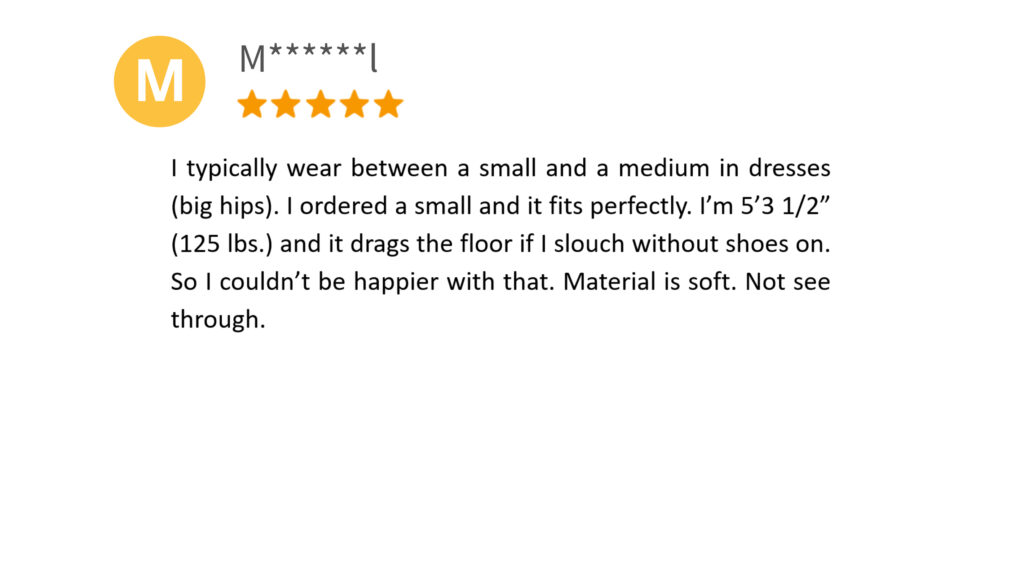 M
M******l
I typically wear between a small and a medium in dresses
(big hips). I ordered a small and it fits perfectly. I’m 5’3 1/2”
(125 lbs.) and it drags the floor if I slouch without shoes on.
So I couldn’t be happier with that. Material is soft. Not see
through.